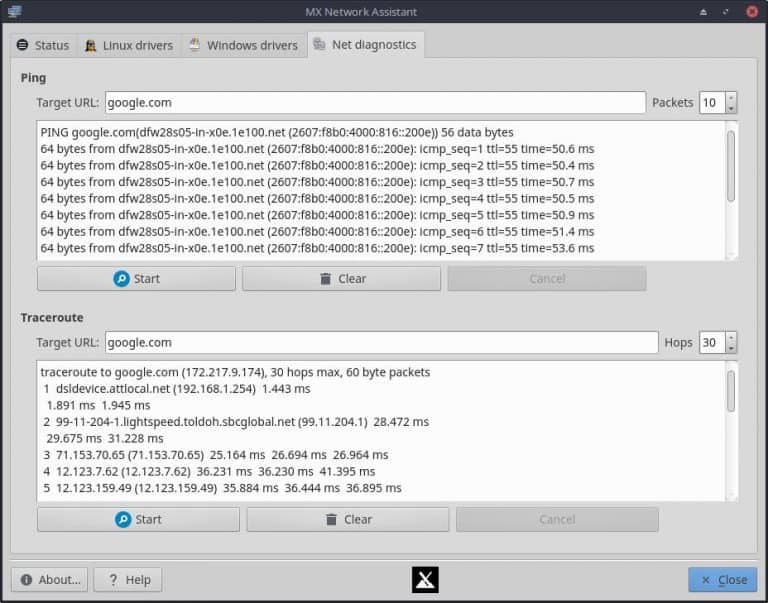 MX Network Assistant
Status Linux drivers Windows drivers Net diagnostics
Ping
Target URL: google.com Packets 10
PING google.com(dfw28s05-in-x0e.1e100.net (2607:f8b0:4000:816::200e)) 56 data bytes
64 bytes from dfw28s05-in-x0e.1e100.net (2607:f8b0:4000:816::200e): icmp_seq=1 ttl=55 time=50.6 ms
64 bytes from dfw28s05-in-x0e.1e100.net (2607:f8b0:4000:816::200e): icmp_seq=2 ttl=55 time=50.4 ms
64 bytes from dfw28s05-in-x0e.1e100.net (2607:f8b0:4000:816::200e): icmp_seq=3 ttl=55 time=50.7 ms
64 bytes from dfw28s05-in-x0e.1e100.net (2607:f8b0:4000:816::200e): icmp_seq=4 ttl=55 time=50.5 ms
64 bytes from dfw28s05-in-x0e.1e100.net (2607:f8b0:4000:816::200e): icmp_seq=5 ttl=55 time=50.9 ms
64 bytes from dfw28s05-in-x0e.1e100.net (2607:f8b0:4000:816::200e): icmp_seq=6 ttl=55 time=51.4 ms
64 bytes from dfw28s05-in-x0e.1e100.net (2607:f8b0:4000:816::200e): icmp_seq=7 ttl=55 time=53.6 ms
Start Clear Cancel
Traceroute
Target URL: google.com Hops 30
traceroute to google.com (172.217.9.174), 30 hops max, 60 byte packets
1 dsldevice.attlocal.net (192.168.1.254) 1.443 ms
1.891 ms 1.945 ms
2 99-11-204-1.lightspeed.toldoh.sbcglobal.net (99.11.204.1) 28.472 ms
29.675 ms 31.228 ms
3 71.153.70.65 (71.153.70.65) 25.164 ms 26.694 ms 26.964 ms
4 12.123.7.62 (12.123.7.62) 36.231 ms 36.230 ms 41.395 ms
5 12.123.159.49 (12.123.159.49) 35.884 ms 36.444 ms 36.895 ms
Start Clear Cancel
About... ? Help Close